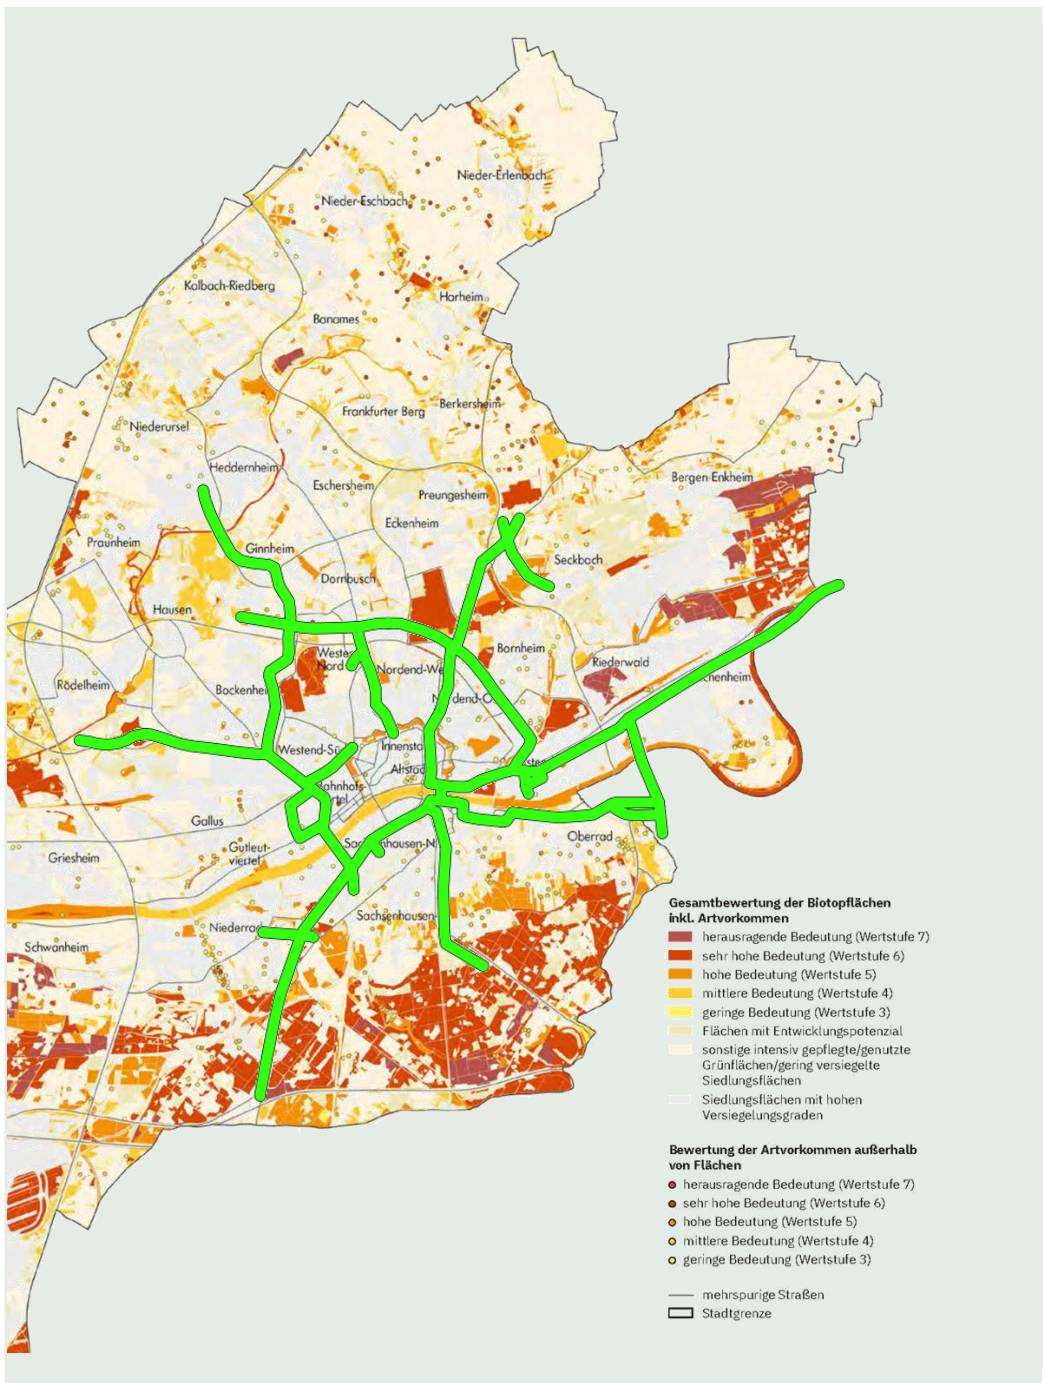 Nieder-Erlenbach
Nieder-Eschbach
Kalbach-Riedberg
Harheim
Bonames
Frankfurter Berg
Berkersheim
Niederursel
Heddernheim
Bergen-Enkheim
Eschersheim
Preungesheim
Eckenheim
Praunheim
Ginnheim
Seckbach
Dornbusch
Hausen
Bornheim
Nord
Riederwald
Nordend-We
Rödelheim
Bockenhei
chenheim
dend-O
Westend-Sü
Innensta
Altstad
Gallus
Gutleut-
viertel
Oberrad
Griesheim
Sachsenhausen-
Niederrad
Schwanheim
Gesamtbewertung der Biotopflächen
inkl. Artvorkommen
herausragende Bedeutung (Wertstufe 7)
sehr hohe Bedeutung (Wertstufe 6)
hohe Bedeutung (Wertstufe 5)
mittlere Bedeutung (Wertstufe 4)
geringe Bedeutung (Wertstufe 3)
Flächen mit Entwicklungspotenzial
sonstige intensiv gepflegte/genutzte
Grünflächen/gering versiegelte
Siedlungsflächen
Siedlungsflächen mit hohen
Versiegelungsgraden
Bewertung der Artvorkommen außerhalb
von Flächen
herausragende Bedeutung (Wertstufe 7)
sehr hohe Bedeutung (Wertstufe 6)
hohe Bedeutung (Wertstufe 5)
mittlere Bedeutung (Wertstufe 4)
geringe Bedeutung (Wertstufe 3)
mehrspurige Straßen
Stadtgrenze